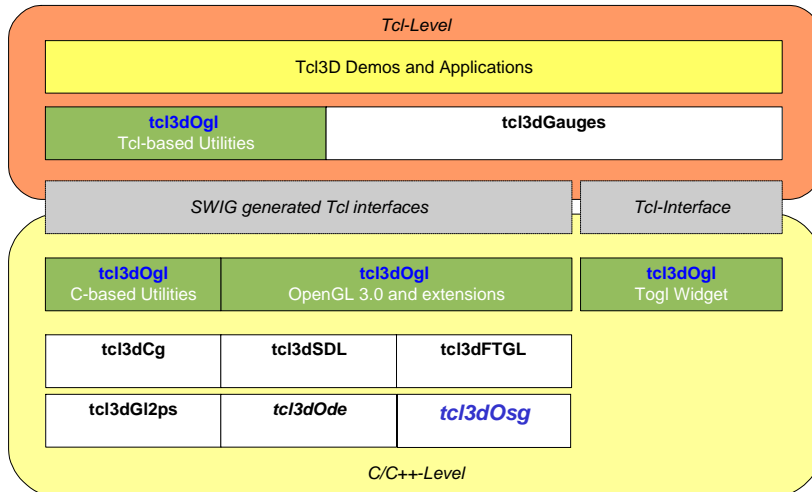 Tcl-Level
Tcl3D Demos and Applications
tcl3dOgl
Tcl-based Utilities
tcl3dGauges
SWIG generated Tcl interfaces
Tcl-Interface
tcl3dOgl
C-based Utilities
tcl3dOgl
OpenGL 3.0 and extensions
tcl3dOgl
Togl Widget
tcl3dCg
tcl3dSDL
tcl3dFTGL
tcl3dGl2ps
tcl3dOde
tcl3dOsg
C/C++-Level